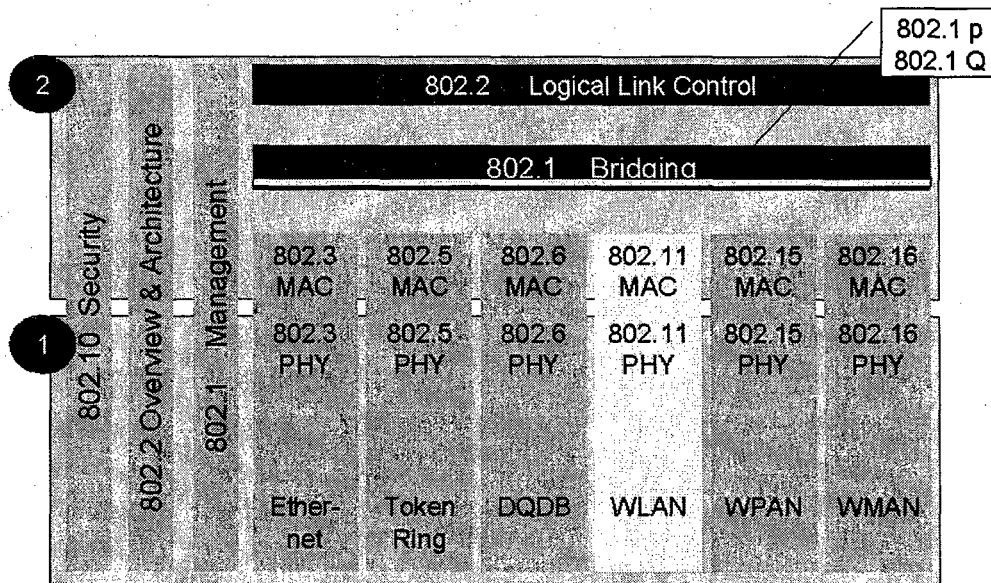 802.1 p
802.1 Q
2
802.2 Logical Link Control
802.1 Bridging
802.10 Security
802.2 Overview & Architecture
802.1 Management
802.3 MAC
802.5 MAC
802.6 MAC
802.11 MAC
802.15 MAC
802.16 MAC
1
802.3 PHY
802.5 PHY
802.6 PHY
802.11 PHY
802.15 PHY
802.16 PHY
Ether-
net
Token
Ring
DQDB
WLAN
WPAN
WMAN